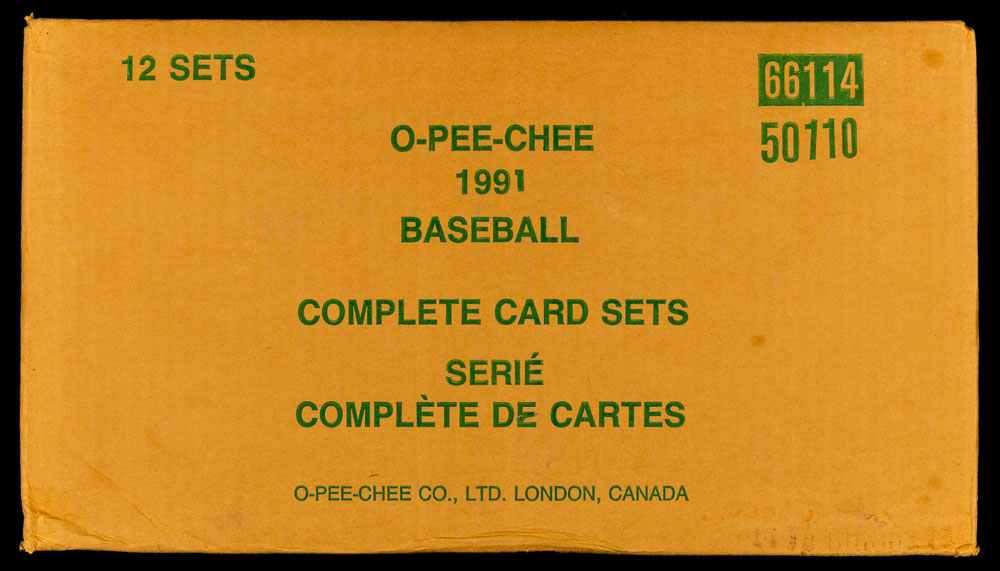 12 SETS
66114
50110
O-PEE-CHEE
1991
BASEBALL
COMPLETE CARD SETS
SERIÉ
COMPLÈTE DE CARTES
O-PEE-CHEE CO., LTD. LONDON, CANADA